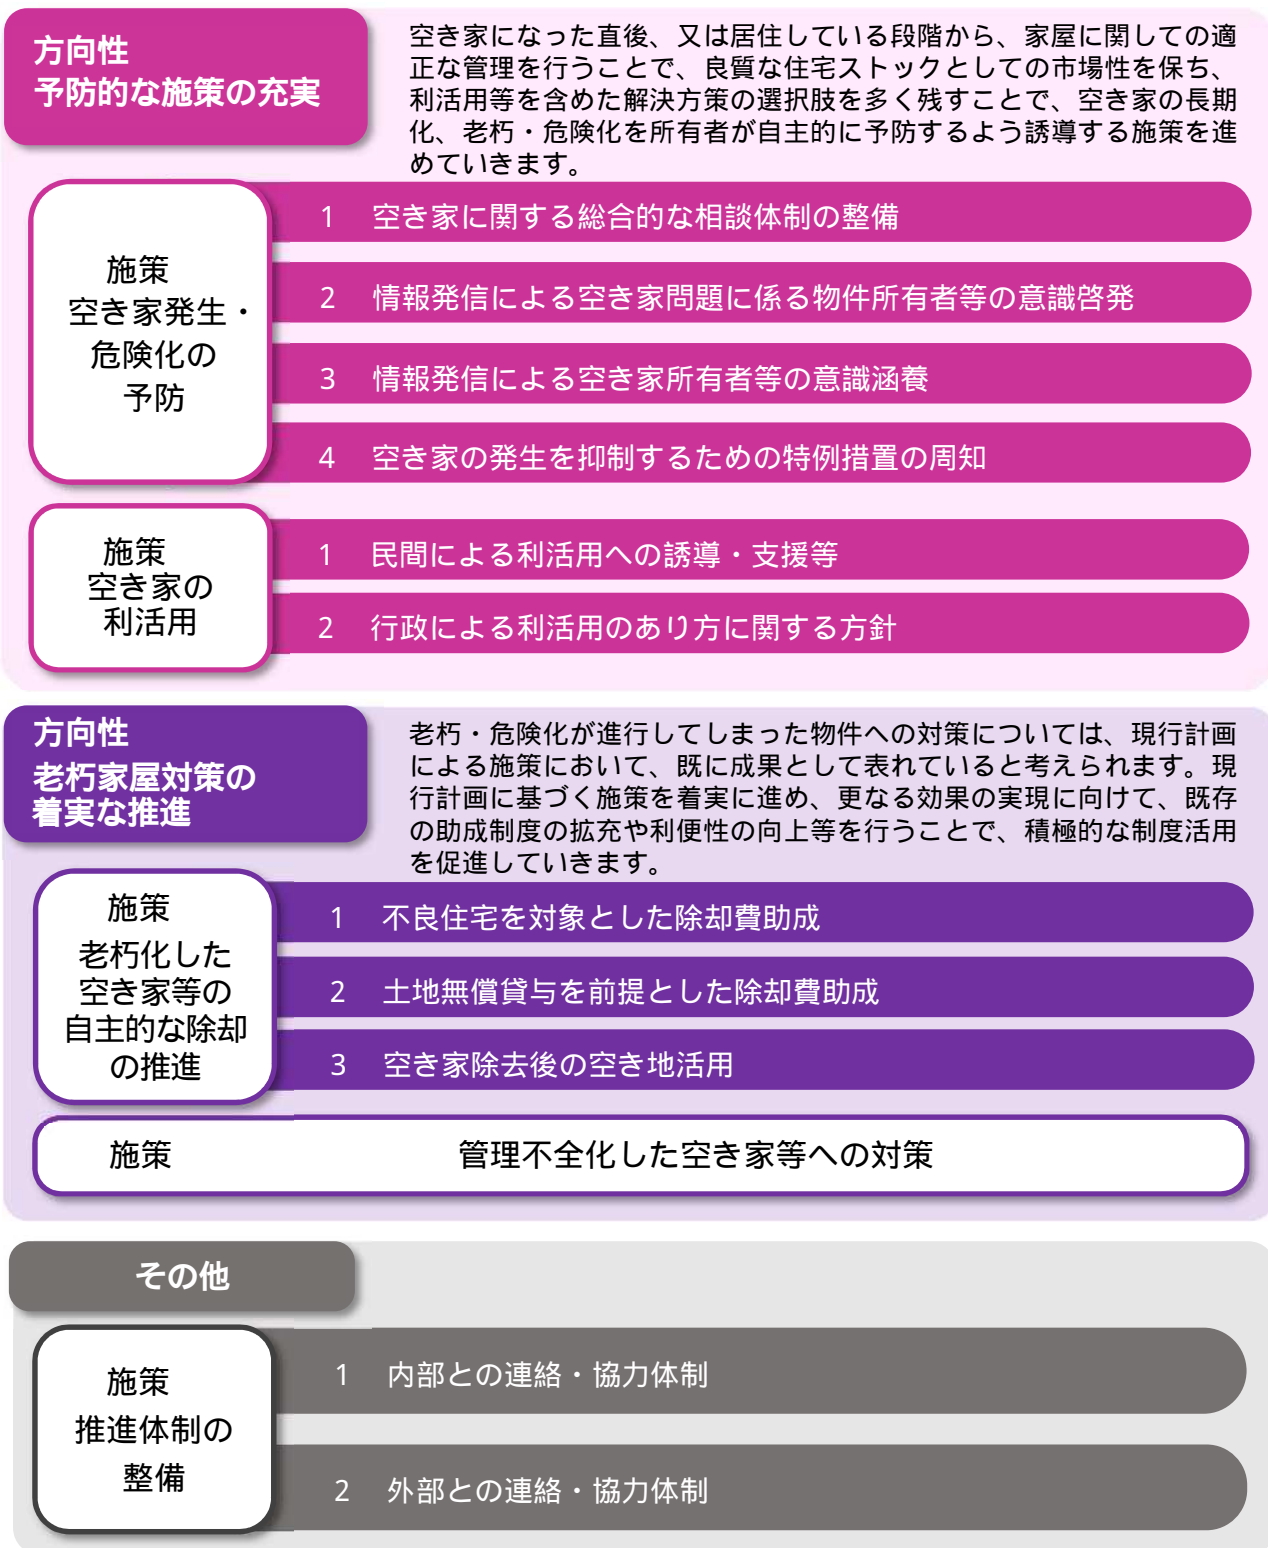 方向性
予防的な施策の充実
空き家になった直後、又は居住している段階から、家屋に関しての適
正な管理を行うことで、良質な住宅ストックとしての市場性を保ち、
利活用等を含めた解決方策の選択肢を多く残すことで、空き家の長期
化、老朽・危険化を所有者が自主的に予防するよう誘導する施策を進
めていきます。
施策
空き家発生・
危険化の
予防
1 空き家に関する総合的な相談体制の整備
2 情報発信による空き家問題に係る物件所有者等の意識啓発
3 情報発信による空き家所有者等の意識涵養
4 空き家の発生を抑制するための特例措置の周知
施策
空き家の
利活用
1 民間による利活用への誘導・支援等
2 行政による利活用のあり方に関する方針
方向性
老朽家屋対策の
着実な推進
老朽・危険化が進行してしまった物件への対策については、現行計画
による施策において、既に成果として表れていると考えられます。現
行計画に基づく施策を着実に進め、更なる効果の実現に向けて、既存
の助成制度の拡充や利便性の向上等を行うことで、積極的な制度活用
を促進していきます。
施策
老朽化した
空き家等の
自主的な除却
の推進
1 不良住宅を対象とした除却費助成
2 土地無償貸与を前提とした除却費助成
3 空き家除去後の空き地活用
施策 管理不全化した空き家等への対策
その他
施策
推進体制の
整備
1 内部との連絡・協力体制
2 外部との連絡・協力体制